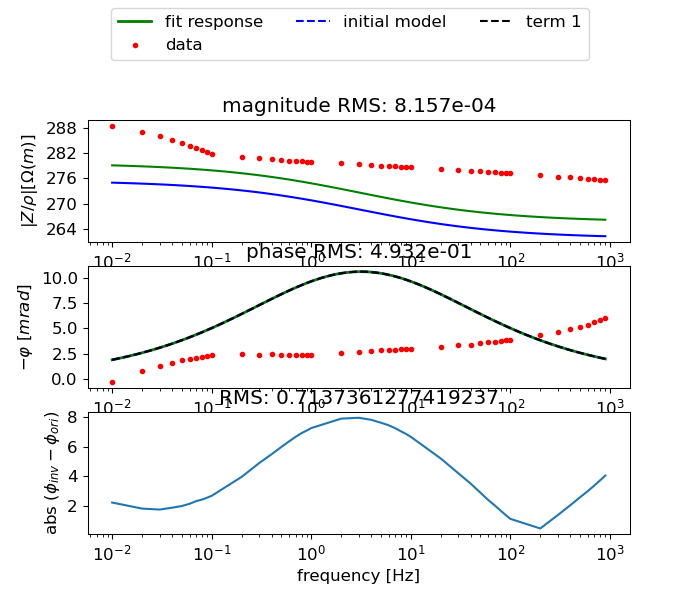 fit response initial model term 1
data
magnitude RMS: 8.157e-04
|Z/ρ|[Ω(m)]
288
282
276
270
264
10⁻² 10⁻¹ 10⁰ 10¹ 10² 10³
phase RMS: 4.932e-01
−φ [mrad]
10.0
7.5
5.0
2.5
0.0
10⁻² 10⁻¹ 10⁰ 10¹ 10² 10³
RMS: 0.7137361277419237
abs (ϕ_inv − ϕ_ori)
8
6
4
2
10⁻² 10⁻¹ 10⁰ 10¹ 10² 10³
frequency [Hz]